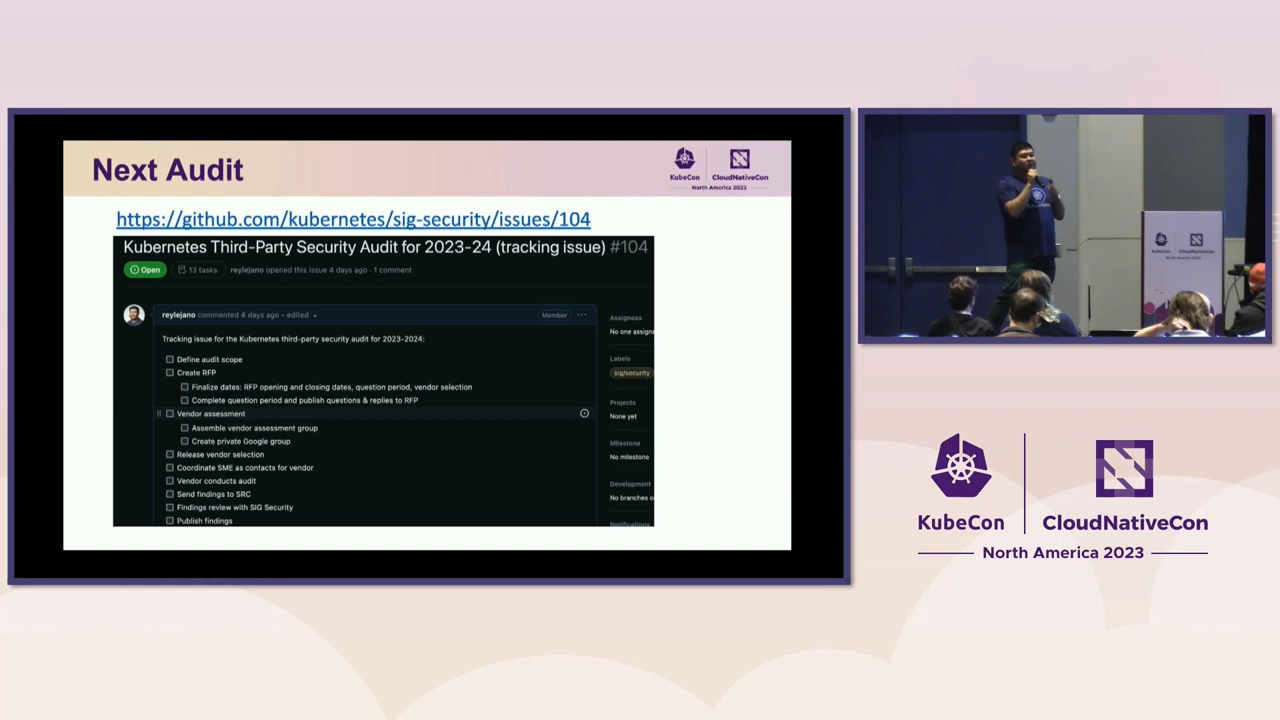 Next Audit
KubeCon
CloudNativeCon
North America 2023
https://github.com/kubernetes/sig-security/issues/104
Kubernetes Third-Party Security Audit for 2023-24 (tracking issue) #104
Open
13 tasks
reylejano opened this issue 4 days ago · 1 comment
reylejano commented 4 days ago · edited
Member
Tracking issue for the Kubernetes third-party security audit for 2023-2024:
Define audit scope
Create RFP
Finalize dates: RFP opening and closing dates, question period, vendor selection
Complete question period and publish questions & replies to RFP
Vendor assessment
Assemble vendor assessment group
Create private Google group
Release vendor selection
Coordinate SME as contacts for vendor
Vendor conducts audit
Send findings to SRC
Findings review with SIG Security
Publish findings
Assignees
No one assigne
Labels
sig/security
Projects
None yet
Milestone
No milestone
Development
No branches o
Notifications
KubeCon
CloudNativeCon
North America 2023